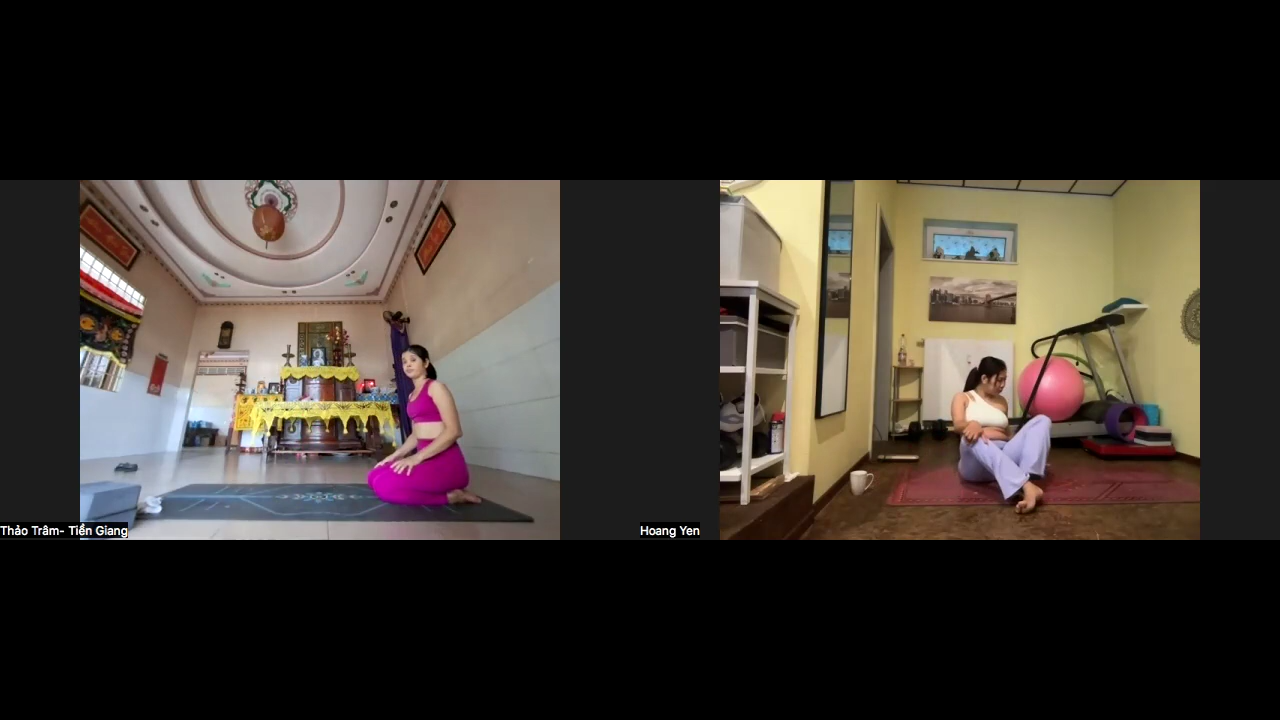 Thảo Trâm- Tiền Giang
Hoang Yen